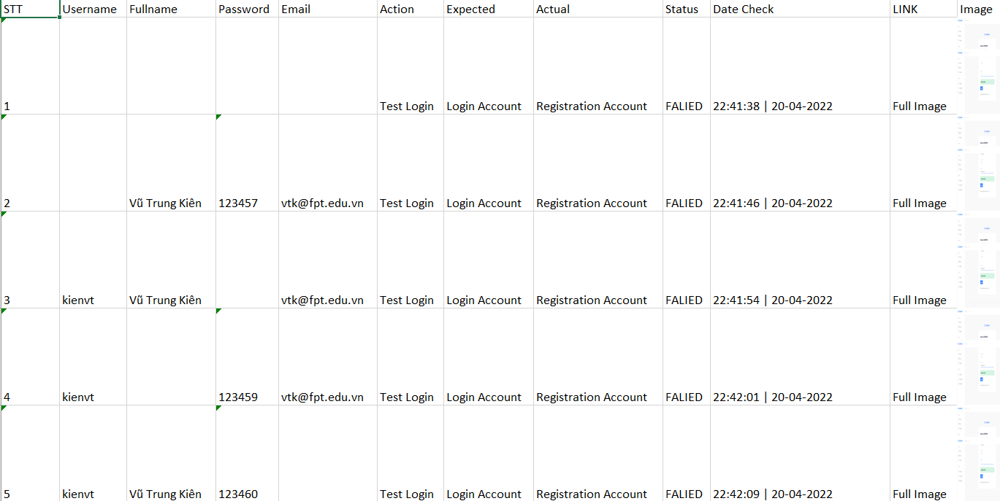 STT Username Fullname Password Email Action Expected Actual Status Date Check LINK Image
1 Test Login Login Account Registration Account FALIED 22:41:38 | 20-04-2022 Full Image
2 Vũ Trung Kiên 123457 vtk@fpt.edu.vn Test Login Login Account Registration Account FALIED 22:41:46 | 20-04-2022 Full Image
3 kienvt Vũ Trung Kiên vtk@fpt.edu.vn Test Login Login Account Registration Account FALIED 22:41:54 | 20-04-2022 Full Image
4 kienvt 123459 vtk@fpt.edu.vn Test Login Login Account Registration Account FALIED 22:42:01 | 20-04-2022 Full Image
5 kienvt Vũ Trung Kiên 123460 Test Login Login Account Registration Account FALIED 22:42:09 | 20-04-2022 Full Image